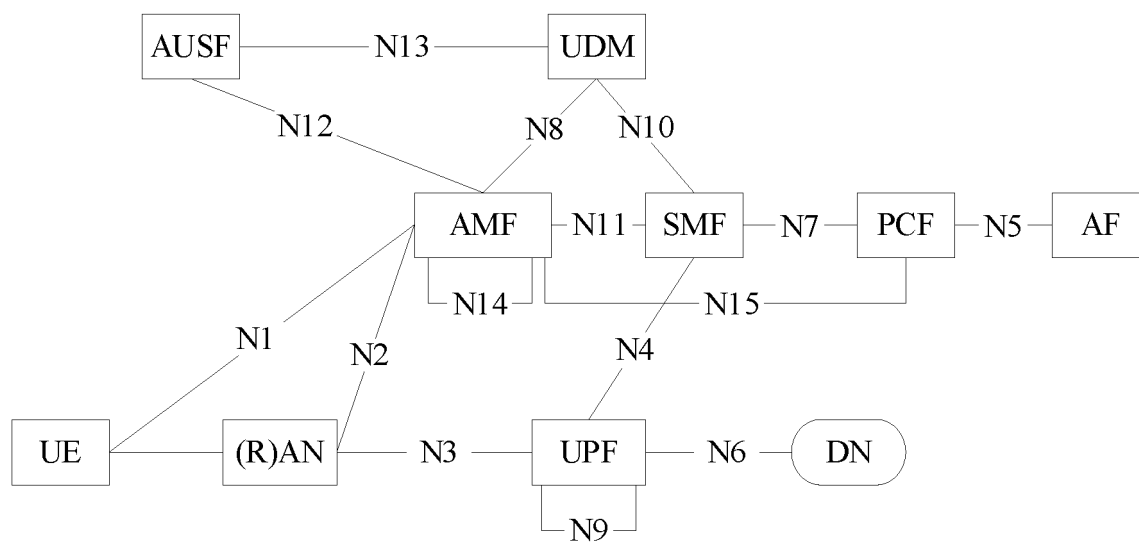 AUSF N13 UDM
N12 N8 N10
AMF N11 SMF N7 PCF N5 AF
N14 N15
N1 N2 N4
UE (R)AN N3 UPF N6 DN
N9